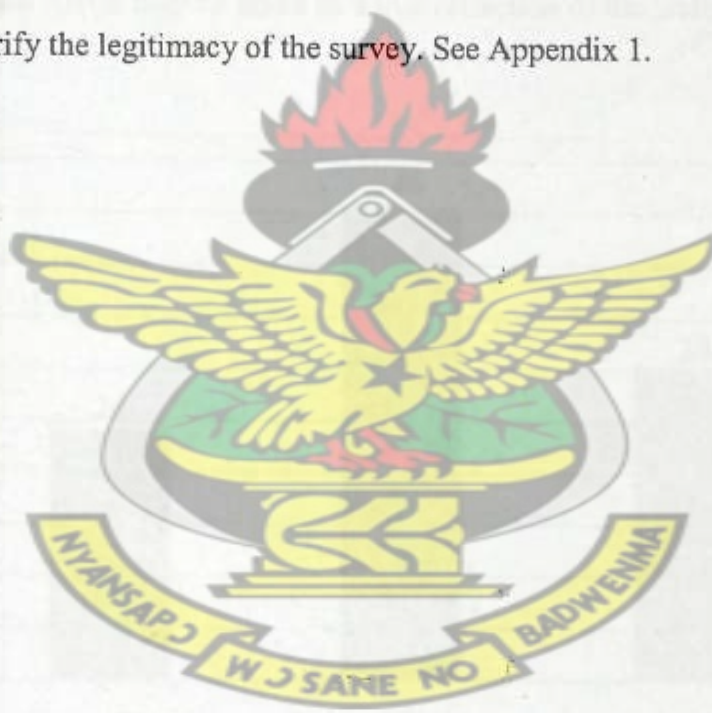 rify the legitimacy of the survey. See Appendix 1.
NYANSAPƆ
WƆSANE NO
BADWENMA